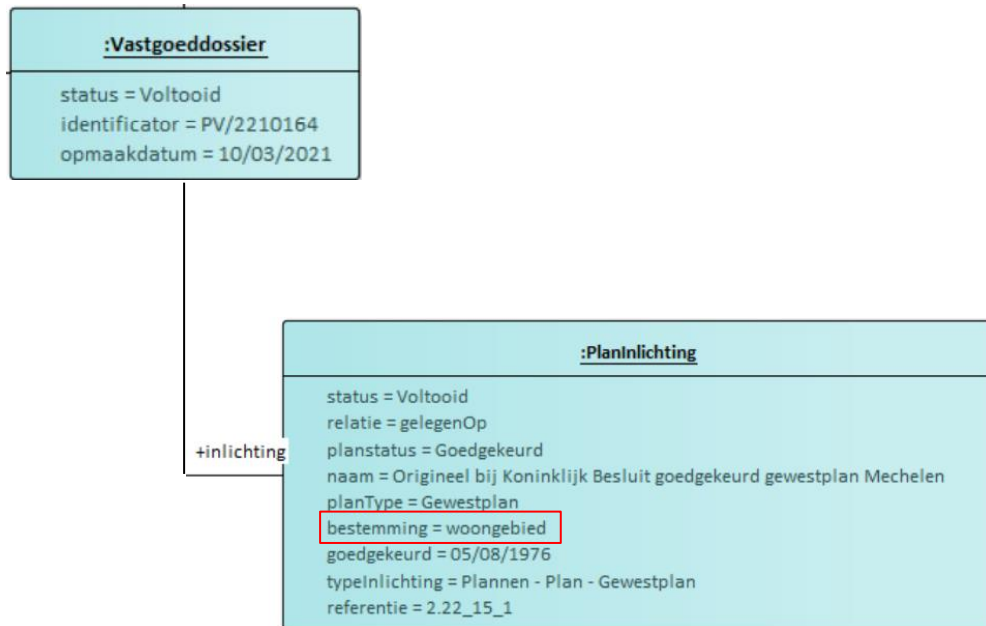 :Vastgoeddossier
status = Voltooid
identificator = PV/2210164
opmaakdatum = 10/03/2021
:PlanInlichting
status = Voltooid
relatie = gelegenOp
+inlichting
planstatus = Goedgekeurd
naam = Origineel bij Koninklijk Besluit goedgekeurd gewestplan Mechelen
planType = Gewestplan
bestemming = woongebied
goedgekeurd = 05/08/1976
typeInlichting = Plannen - Plan - Gewestplan
referentie = 2.22_15_1